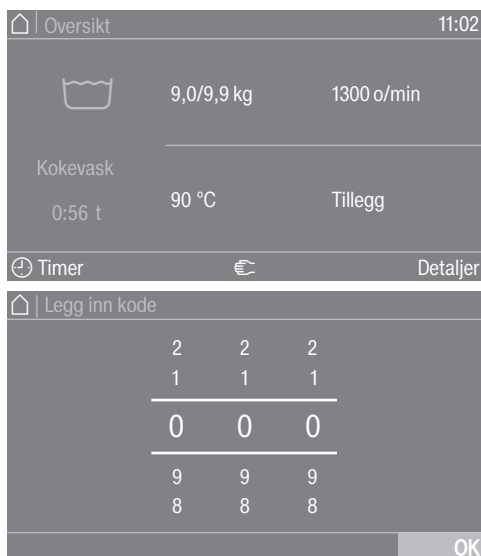 Oversikt 11:02
9,0/9,9 kg 1300 o/min
Kokevask
90 °C Tillegg
0:56 t
Timer Detaljer
Legg inn kode
2 2 2
1 1 1
0 0 0
9 9 9
8 8 8
OK